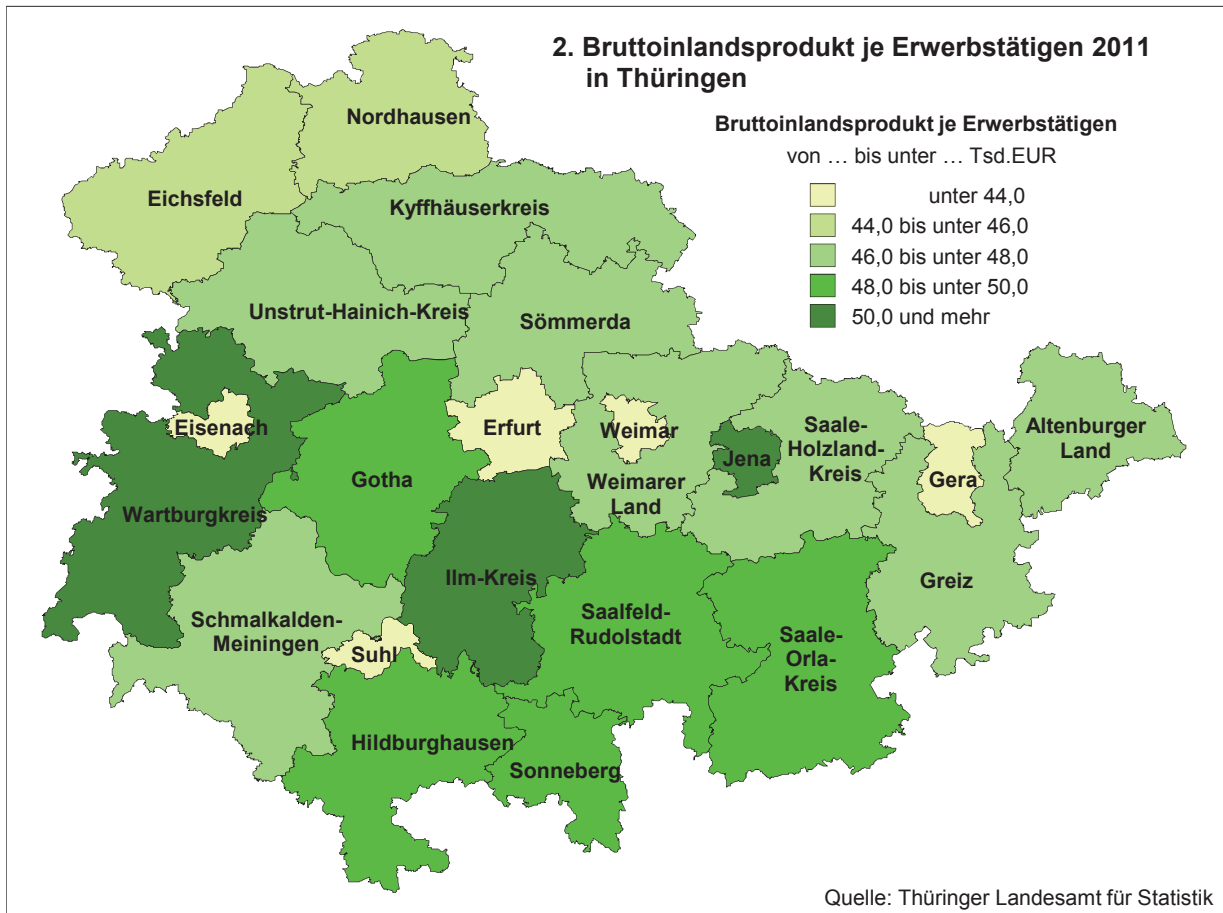 2. Bruttoinlandsprodukt je Erwerbstätigen 2011
in Thüringen
Bruttoinlandsprodukt je Erwerbstätigen
von … bis unter … Tsd.EUR
unter 44,0
44,0 bis unter 46,0
46,0 bis unter 48,0
48,0 bis unter 50,0
50,0 und mehr
Nordhausen
Eichsfeld
Kyffhäuserkreis
Unstrut-Hainich-Kreis
Sömmerda
Eisenach
Erfurt
Weimar
Jena
Saale-
Holzland-
Kreis
Altenburger
Land
Gotha
Weimarer
Land
Gera
Wartburgkreis
Ilm-Kreis
Greiz
Schmalkalden-
Meiningen
Suhl
Saalfeld-
Rudolstadt
Saale-
Orla-
Kreis
Hildburghausen
Sonneberg
Quelle: Thüringer Landesamt für Statistik